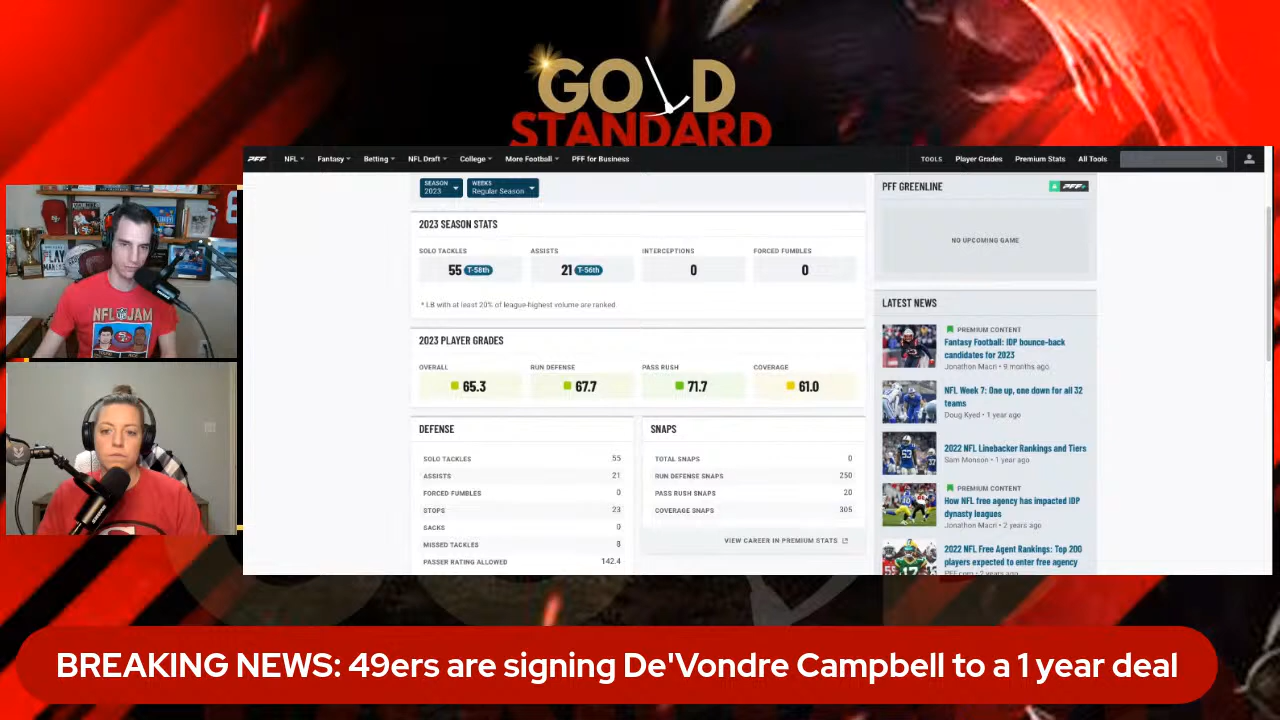 GOLD
STANDARD
PFF NFL Fantasy Betting NFL Draft College More Football PFF for Business TOOLS Player Grades Premium Stats All Tools
SEASON
2023
WEEKS
Regular Season
2023 SEASON STATS
SOLO TACKLES ASSISTS INTERCEPTIONS FORCED FUMBLES
55 T-58th 21 T-56th 0 0
* LB with at least 20% of league-highest volume are ranked.
2023 PLAYER GRADES
OVERALL RUN DEFENSE PASS RUSH COVERAGE
65.3 67.7 71.7 61.0
DEFENSE
SOLO TACKLES 55
ASSISTS 21
FORCED FUMBLES 0
STOPS 23
SACKS 0
MISSED TACKLES 8
PASSER RATING ALLOWED 142.4
SNAPS
TOTAL SNAPS 0
RUN DEFENSE SNAPS 250
PASS RUSH SNAPS 20
COVERAGE SNAPS 305
VIEW CAREER IN PREMIUM STATS
PFF GREENLINE PFF+
NO UPCOMING GAME
LATEST NEWS
PREMIUM CONTENT
Fantasy Football: IDP bounce-back
candidates for 2023
Jonathon Macri • 9 months ago
NFL Week 7: One up, one down for all 32
teams
Doug Kyed • 1 year ago
2022 NFL Linebacker Rankings and Tiers
Sam Monson • 1 year ago
PREMIUM CONTENT
How NFL free agency has impacted IDP
dynasty leagues
Jonathon Macri • 2 years ago
2022 NFL Free Agent Rankings: Top 200
players expected to enter free agency
PFF.com • 2 years ago
NFL JAM
BREAKING NEWS: 49ers are signing De'Vondre Campbell to a 1 year deal